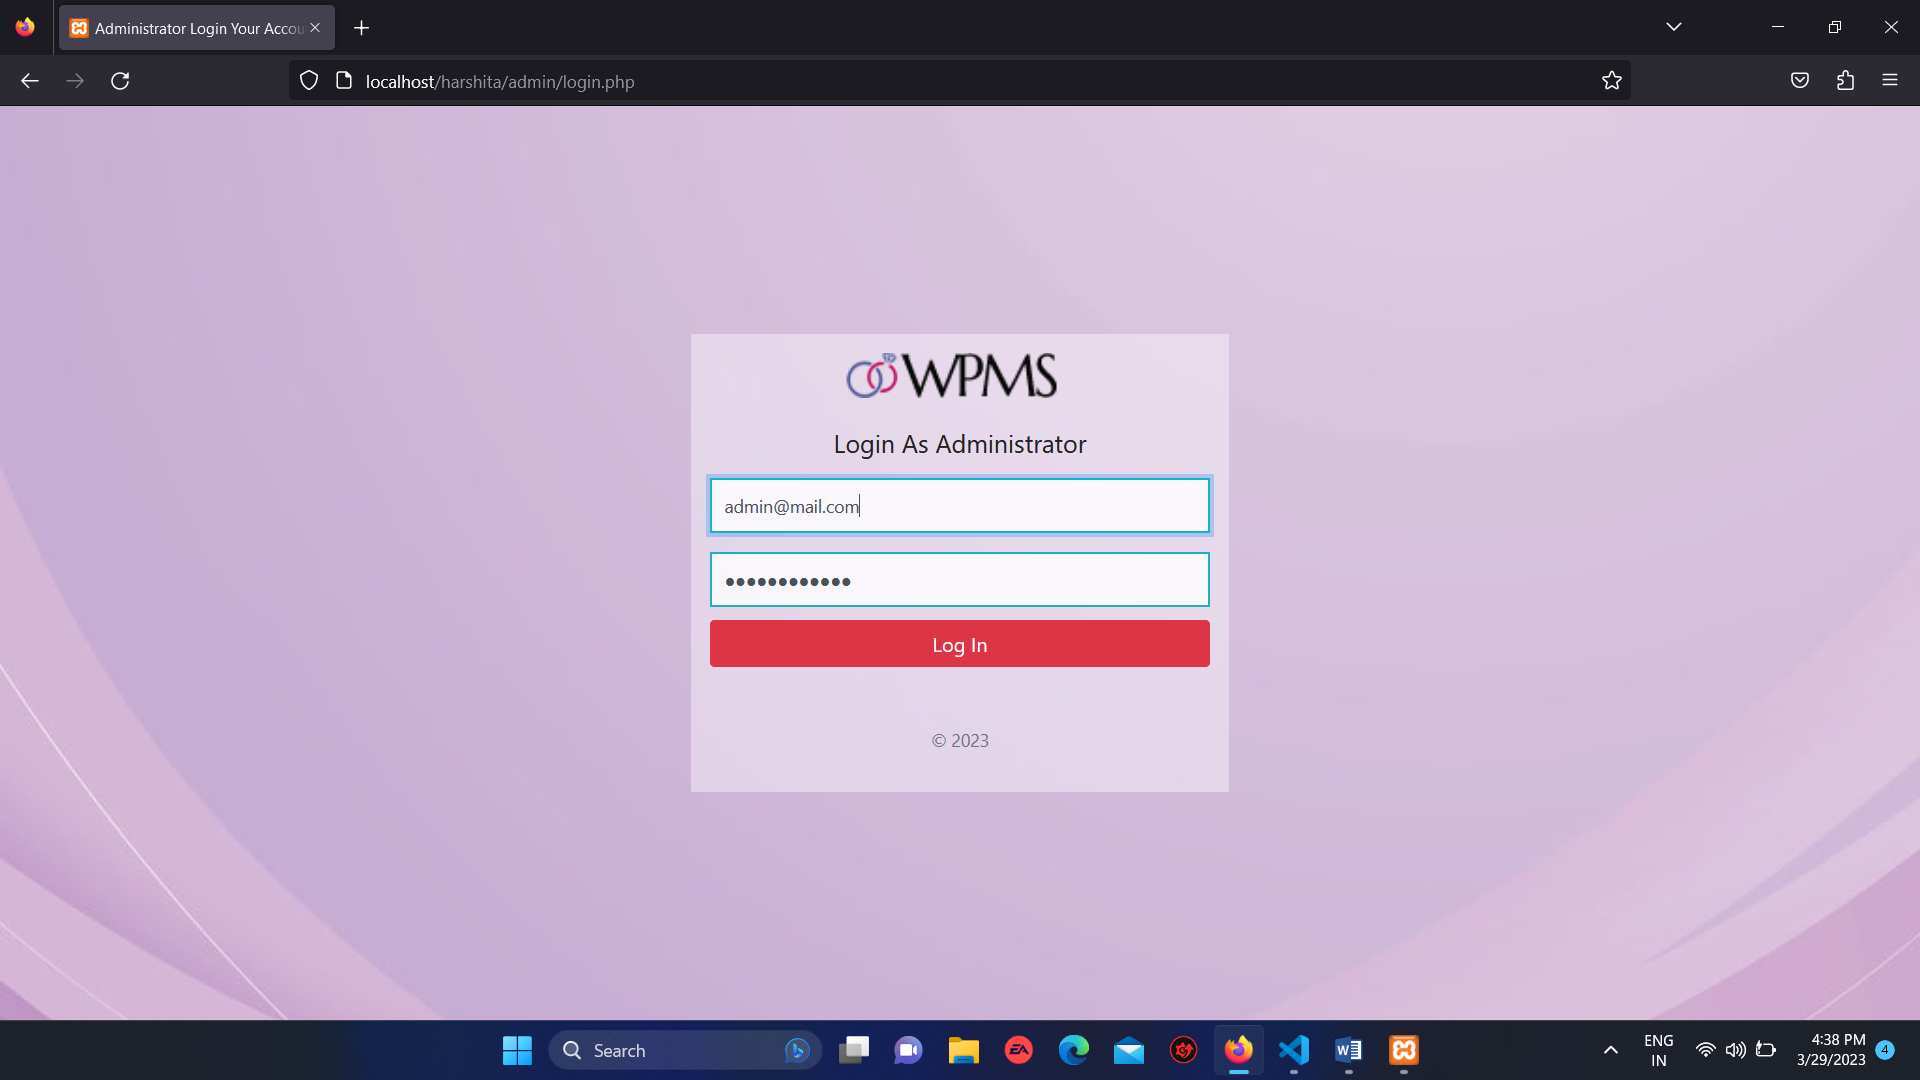 Administrator Login Your Accou
localhost/harshita/admin/login.php
WPMS
Login As Administrator
admin@mail.com
••••••••••••
Log In
© 2023
Search
EA
ENG
IN
4:38 PM
3/29/2023
4